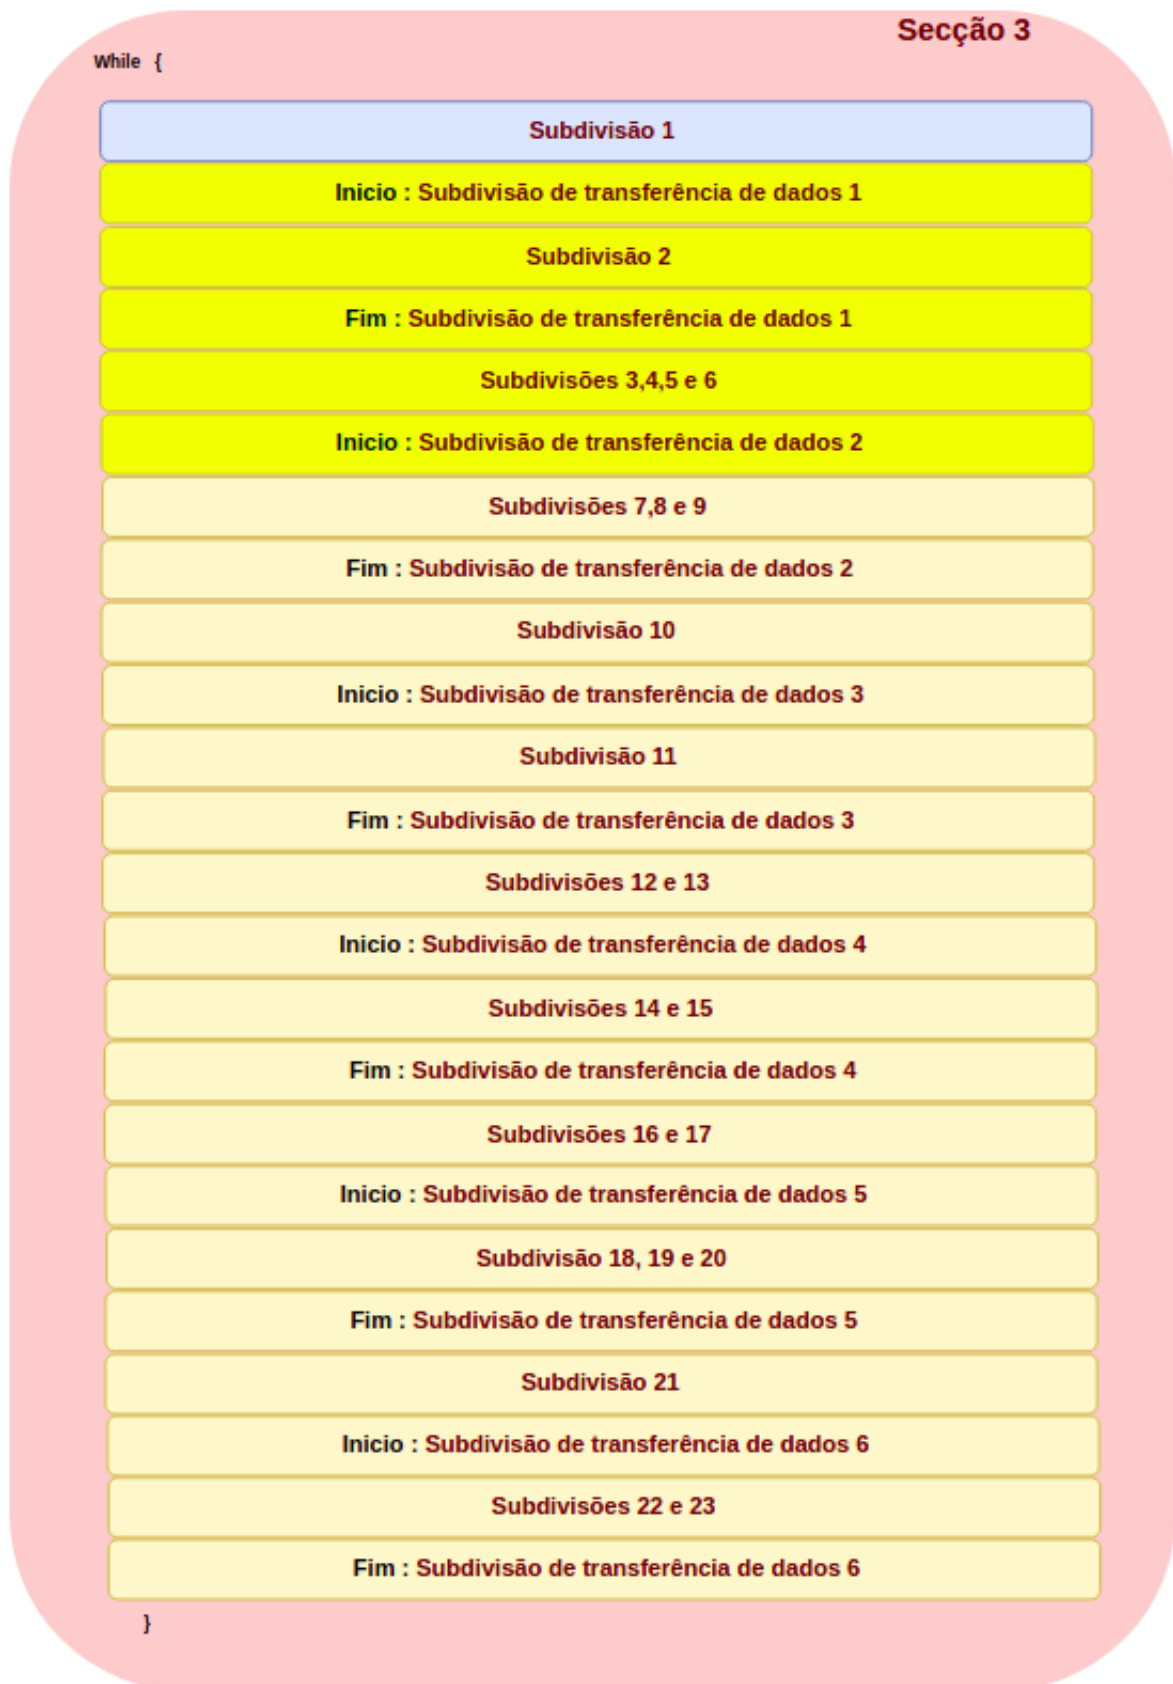 Secção 3
While {
Subdivisão 1
Inicio : Subdivisão de transferência de dados 1
Subdivisão 2
Fim : Subdivisão de transferência de dados 1
Subdivisões 3,4,5 e 6
Inicio : Subdivisão de transferência de dados 2
Subdivisões 7,8 e 9
Fim : Subdivisão de transferência de dados 2
Subdivisão 10
Inicio : Subdivisão de transferência de dados 3
Subdivisão 11
Fim : Subdivisão de transferência de dados 3
Subdivisões 12 e 13
Inicio : Subdivisão de transferência de dados 4
Subdivisões 14 e 15
Fim : Subdivisão de transferência de dados 4
Subdivisões 16 e 17
Inicio : Subdivisão de transferência de dados 5
Subdivisão 18, 19 e 20
Fim : Subdivisão de transferência de dados 5
Subdivisão 21
Inicio : Subdivisão de transferência de dados 6
Subdivisões 22 e 23
Fim : Subdivisão de transferência de dados 6
}